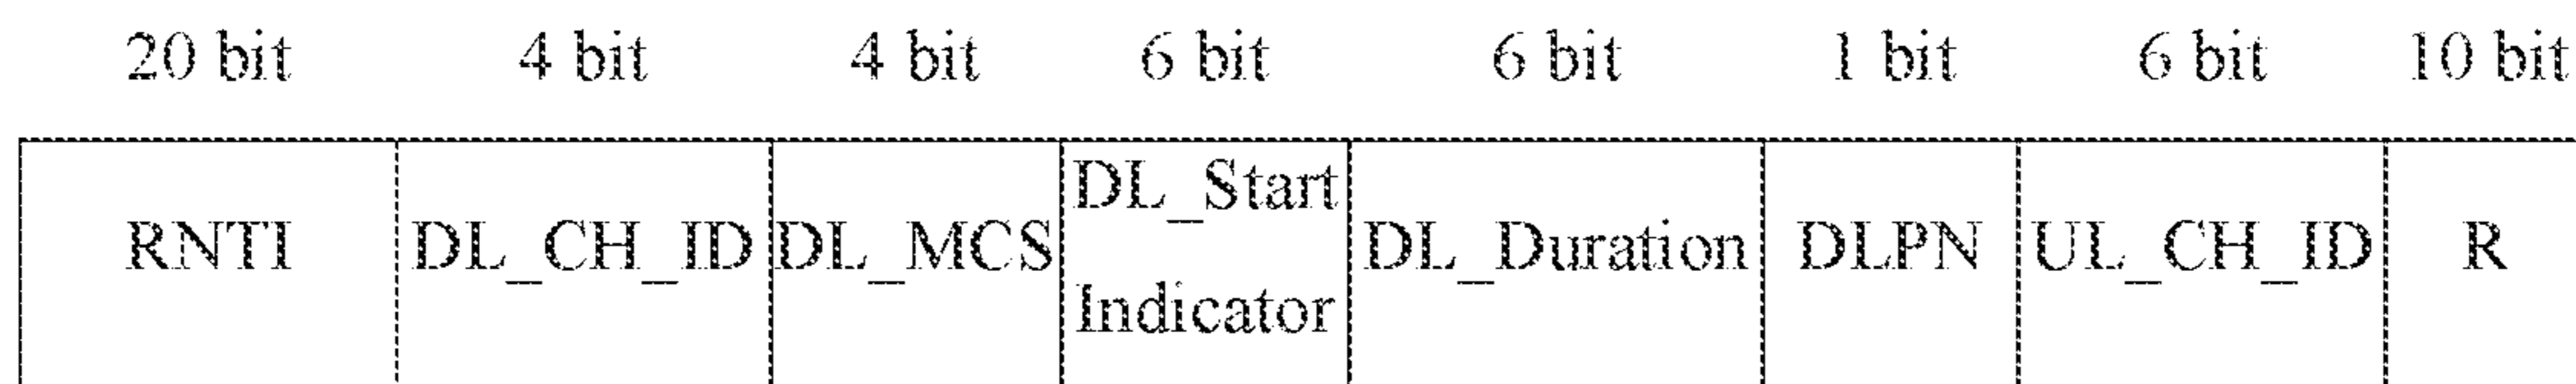 20 bit 4 bit 4 bit 6 bit 6 bit 1 bit 6 bit 10 bit
RNTI DL_CH_ID DL_MCS DL_Start Indicator DL_Duration DLPN UL_CH_ID R